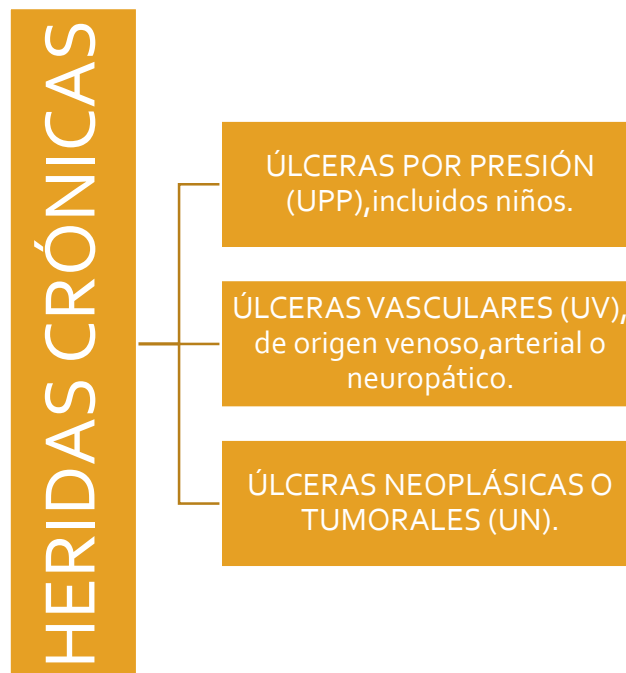 HERIDAS CRÓNICAS
ÚLCERAS POR PRESIÓN
(UPP),incluidos niños.
ÚLCERAS VASCULARES (UV),
de origen venoso,arterial o
neuropático.
ÚLCERAS NEOPLÁSICAS O
TUMORALES (UN).